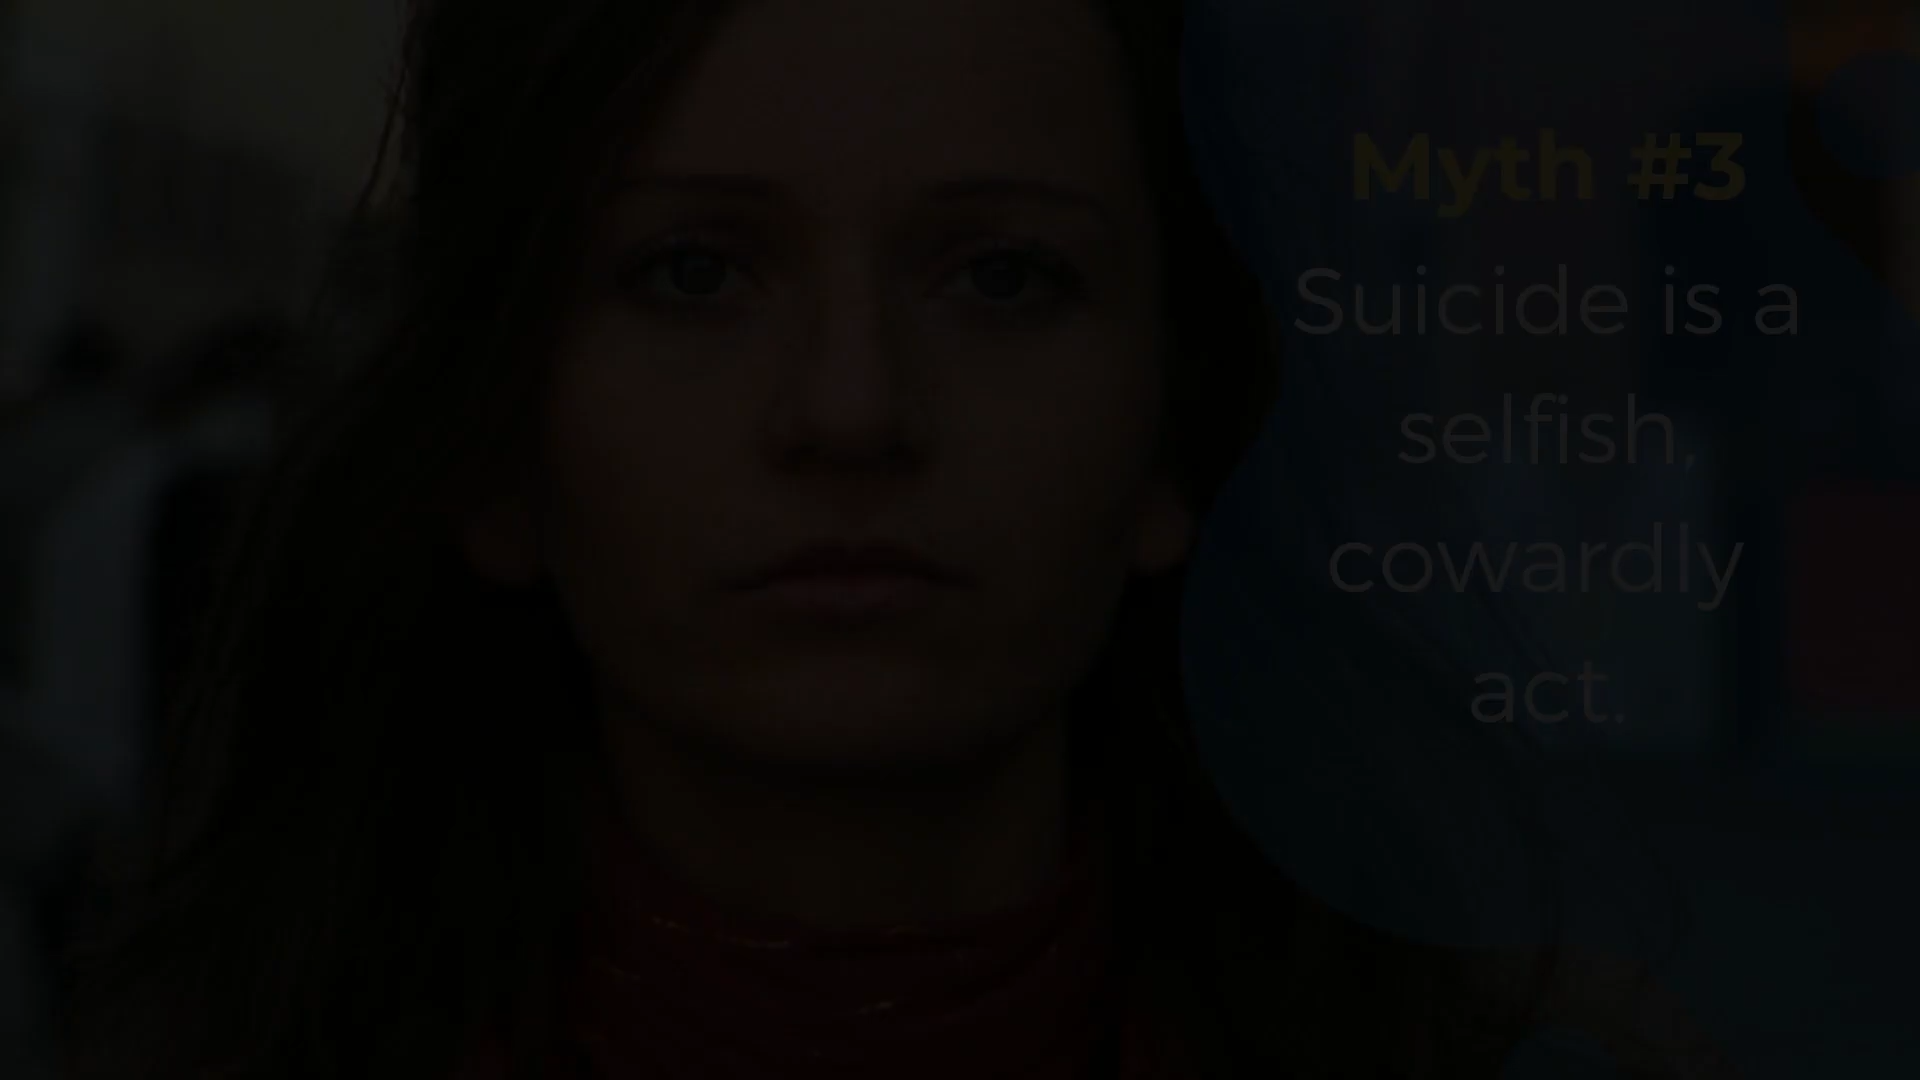 Myth #3
Suicide is a
selfish,
cowardly
act.